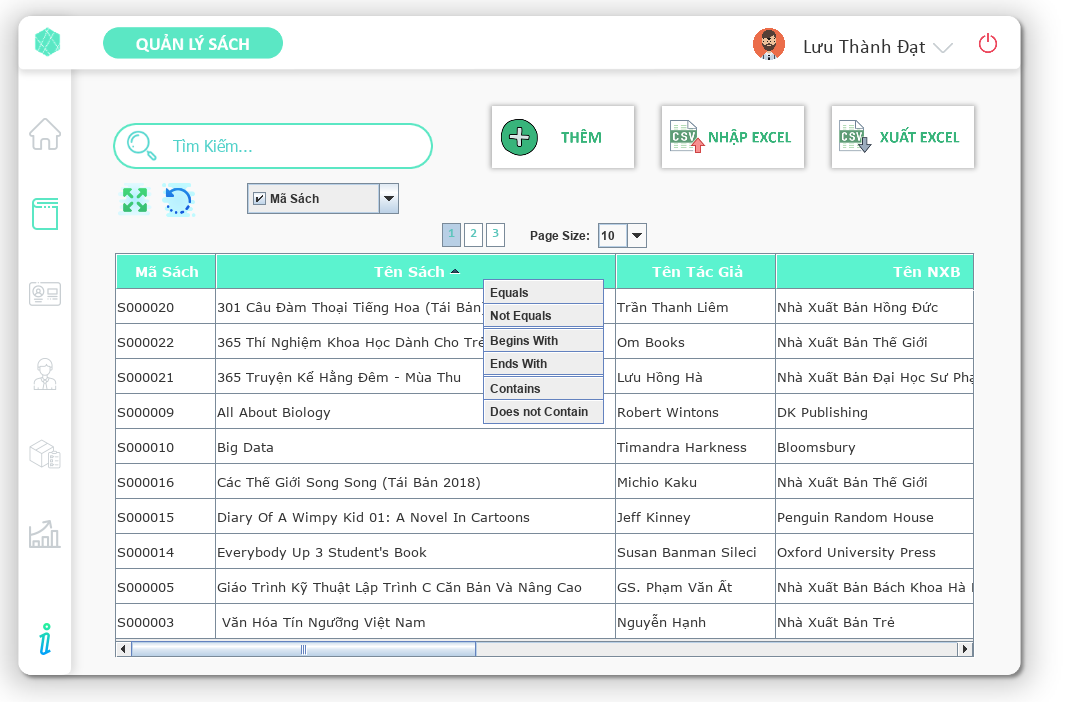 QUẢN LÝ SÁCH
Lưu Thành Đạt
Tìm Kiếm...
THÊM
CSV NHẬP EXCEL
CSV XUẤT EXCEL
Mã Sách
1 2 3 Page Size: 10
Mã Sách Tên Sách Tên Tác Giả Tên NXB
S000020 301 Câu Đàm Thoại Tiếng Hoa (Tái Bản Trần Thanh Liêm Nhà Xuất Bản Hồng Đức
S000022 365 Thí Nghiệm Khoa Học Dành Cho Trẻ Om Books Nhà Xuất Bản Thế Giới
S000021 365 Truyện Kể Hằng Đêm - Mùa Thu Lưu Hồng Hà Nhà Xuất Bản Đại Học Sư Phạ
S000009 All About Biology Robert Wintons DK Publishing
S000010 Big Data Timandra Harkness Bloomsbury
S000016 Các Thế Giới Song Song (Tái Bản 2018) Michio Kaku Nhà Xuất Bản Thế Giới
S000015 Diary Of A Wimpy Kid 01: A Novel In Cartoons Jeff Kinney Penguin Random House
S000014 Everybody Up 3 Student's Book Susan Banman Sileci Oxford University Press
S000005 Giáo Trình Kỹ Thuật Lập Trình C Căn Bản Và Nâng Cao GS. Phạm Văn Ất Nhà Xuất Bản Bách Khoa Hà
S000003 Văn Hóa Tín Ngưỡng Việt Nam Nguyễn Hạnh Nhà Xuất Bản Trẻ
Equals
Not Equals
Begins With
Ends With
Contains
Does not Contain